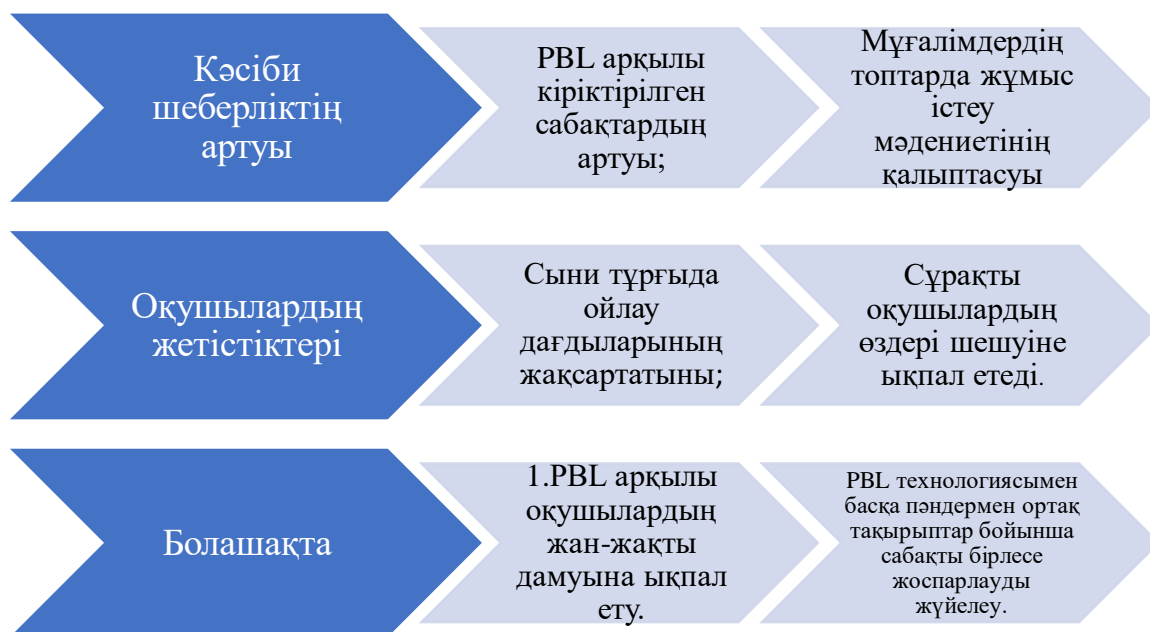 Кәсіби
шеберліктің
артуы
PBL арқылы
кіріктірілген
сабақтардың
артуы;
Мұғалімдердің
топтарда жұмыс
істеу
мәдениетінің
қалыптасуы
Оқушылардың
жетістіктері
Сыни тұрғыда
ойлау
дағдыларының
жақсартатыны;
Сұрақты
оқушылардың
өздері шешуіне
ықпал етеді.
Болашақта
1.PBL арқылы
оқушылардың
жан-жақты
дамуына ықпал
ету.
PBL технологиясымен
басқа пәндермен ортақ
тақырыптар бойынша
сабақты бірлесе
жоспарлауды
жүйелеу.